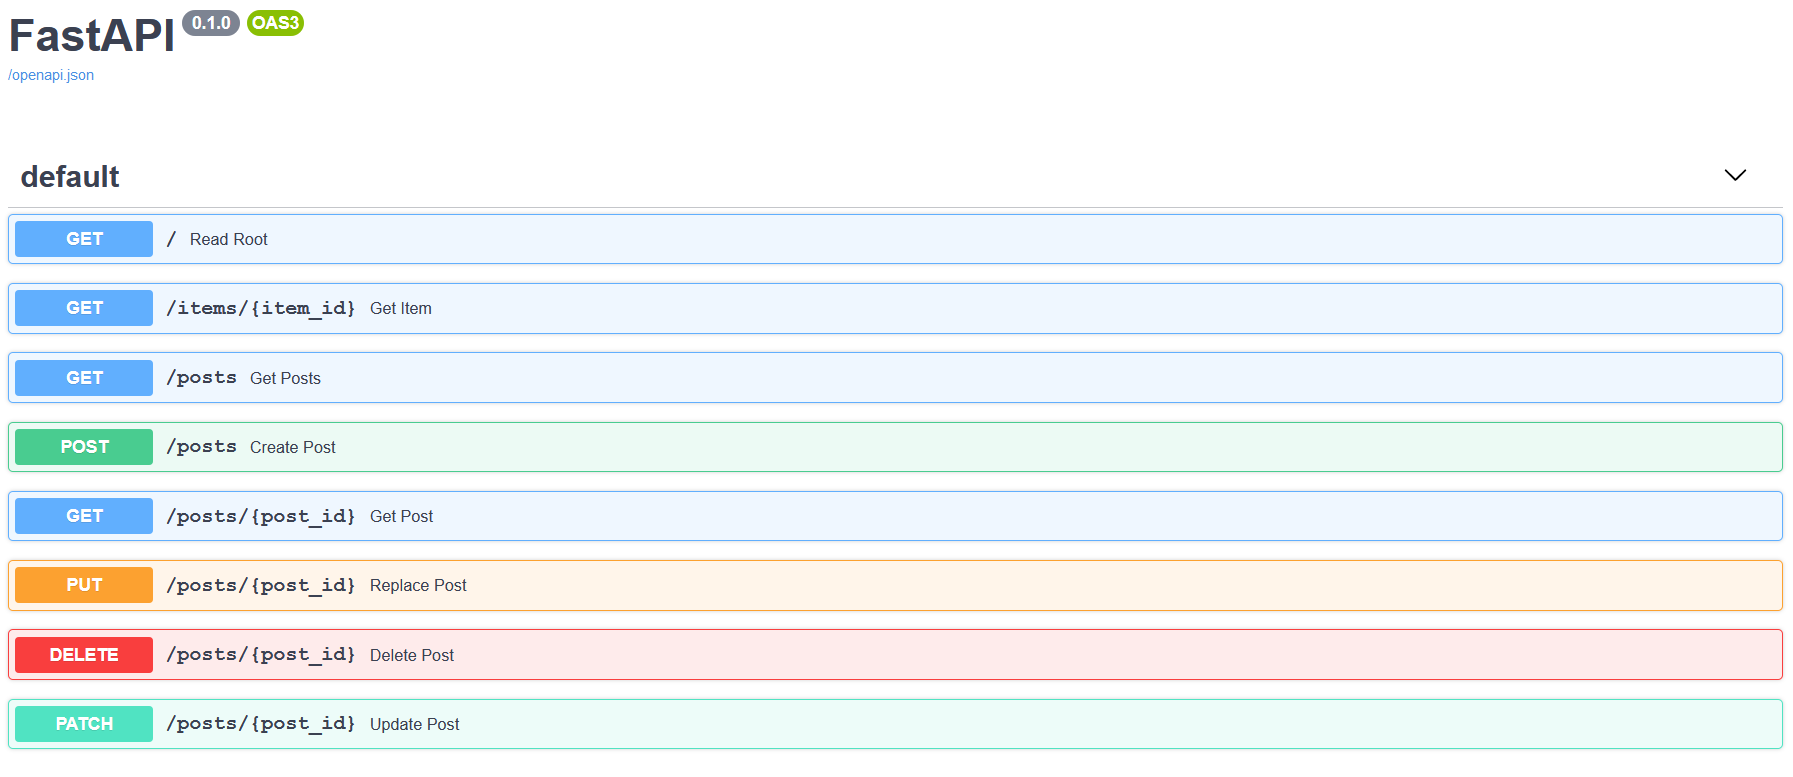 FastAPI 0.1.0 OAS3
/openapi.json
default
GET / Read Root
GET /items/{item_id} Get Item
GET /posts Get Posts
POST /posts Create Post
GET /posts/{post_id} Get Post
PUT /posts/{post_id} Replace Post
DELETE /posts/{post_id} Delete Post
PATCH /posts/{post_id} Update Post